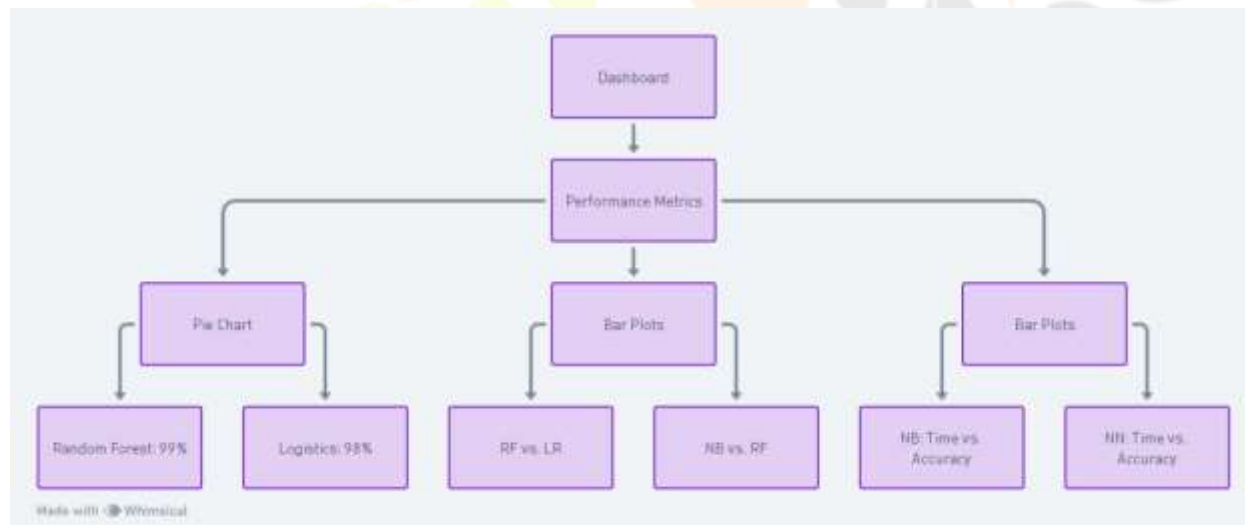 Dashboard
Performance Metrics
Pie Chart
Bar Plots
Bar Plots
Random Forest: 99%
Logistics: 98%
RF vs. LR
NB vs. RF
NB: Time vs.
Accuracy
NN: Time vs.
Accuracy
Made with Whimsical